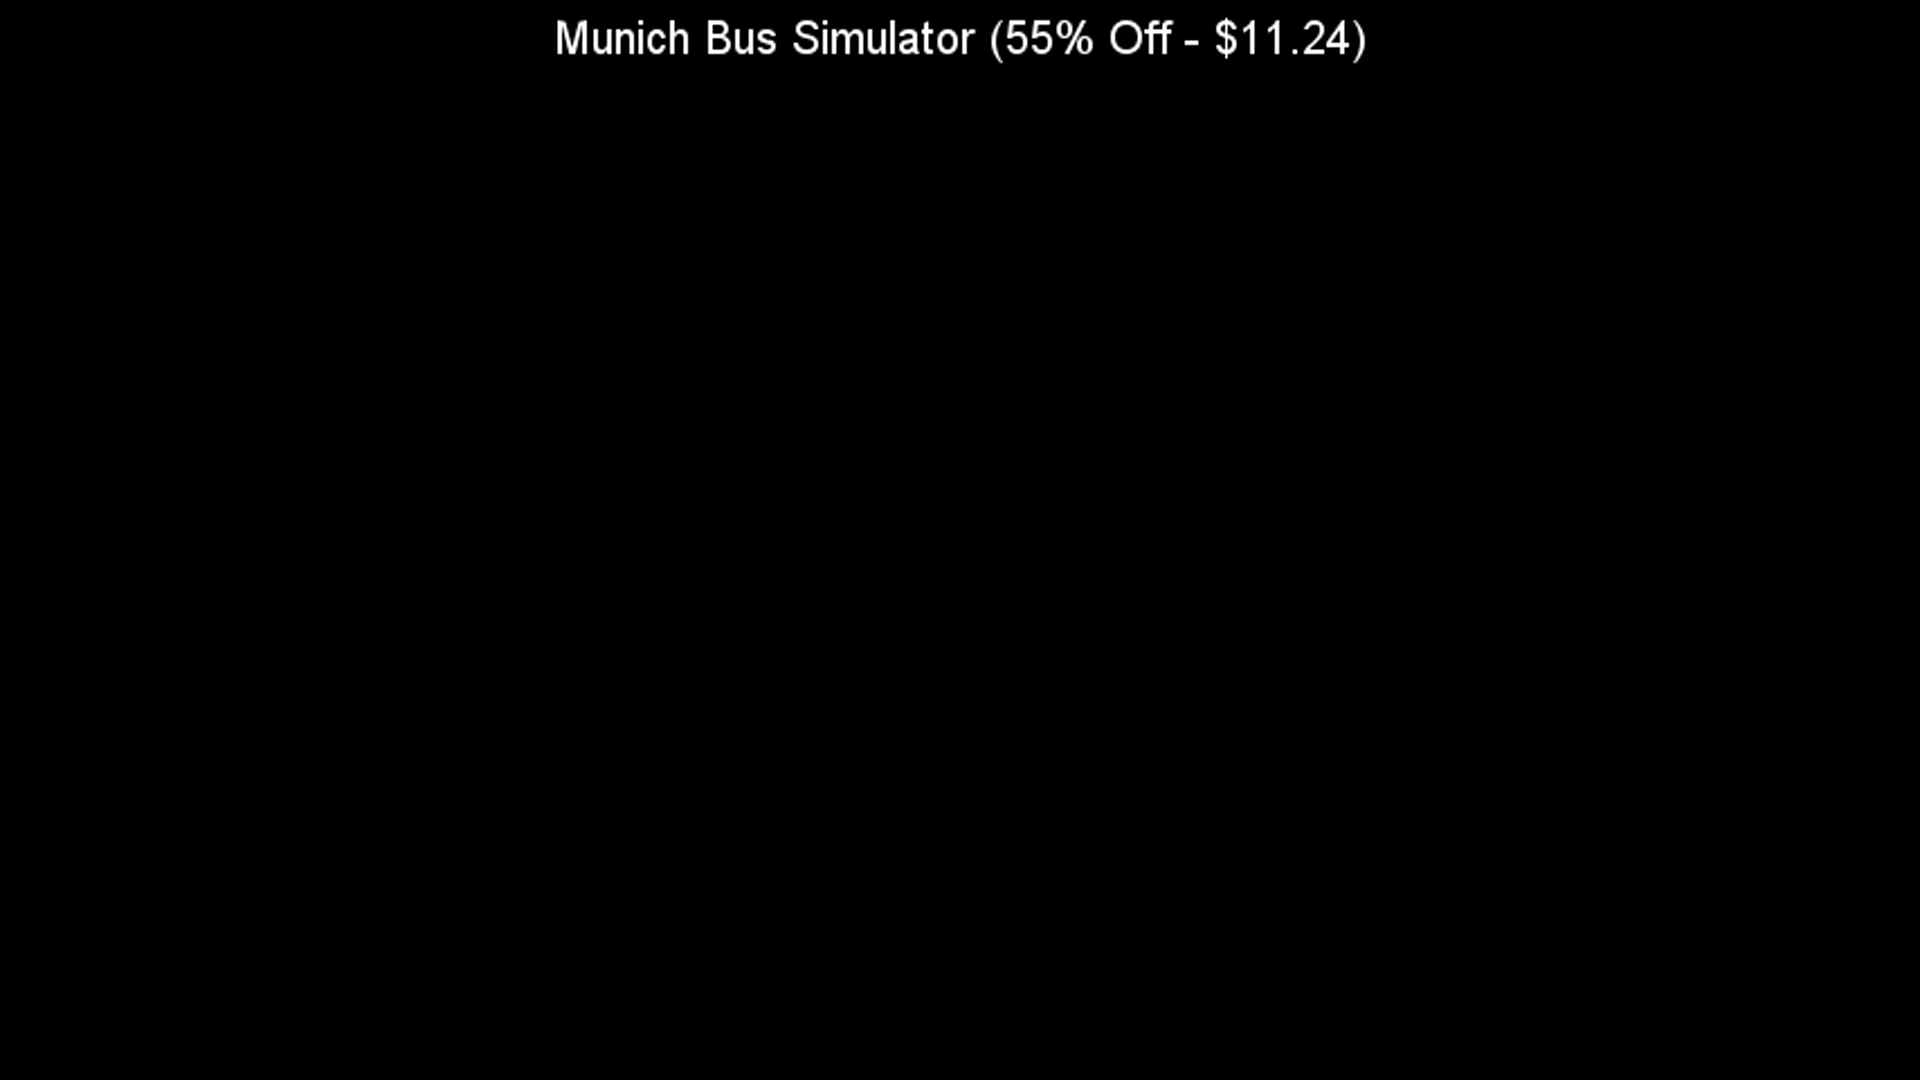 Munich Bus Simulator (55% Off - $11.24)